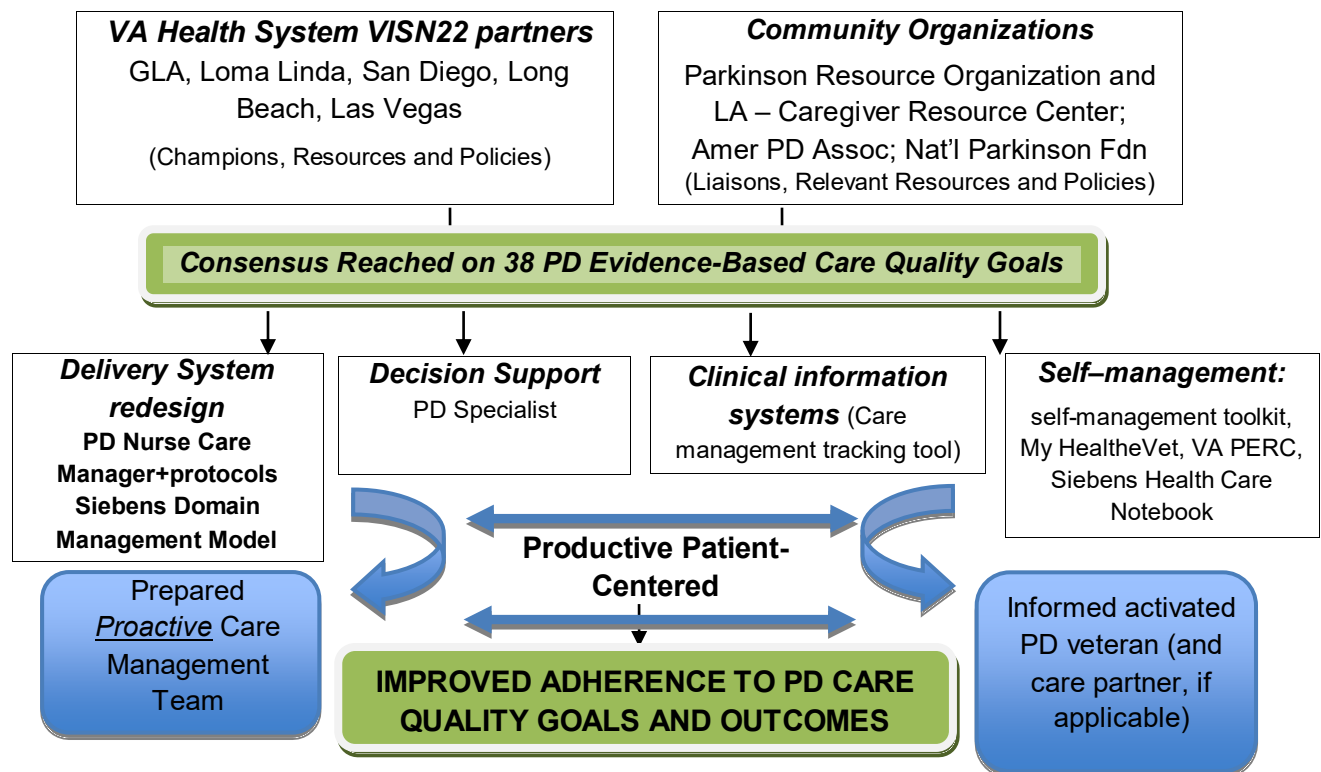 VA Health System VISN22 partners
GLA, Loma Linda, San Diego, Long
Beach, Las Vegas
(Champions, Resources and Policies)
Community Organizations
Parkinson Resource Organization and
LA – Caregiver Resource Center;
Amer PD Assoc; Nat'l Parkinson Fdn
(Liaisons, Relevant Resources and Policies)
Consensus Reached on 38 PD Evidence-Based Care Quality Goals
Delivery System
redesign
PD Nurse Care
Manager+protocols
Siebens Domain
Management Model
Decision Support
PD Specialist
Clinical information
systems (Care
management tracking tool)
Self–management:
self-management toolkit,
My HealtheVet, VA PERC,
Siebens Health Care
Notebook
Productive Patient-
Centered
Prepared
Proactive Care
Management
Team
IMPROVED ADHERENCE TO PD CARE
QUALITY GOALS AND OUTCOMES
Informed activated
PD veteran (and
care partner, if
applicable)